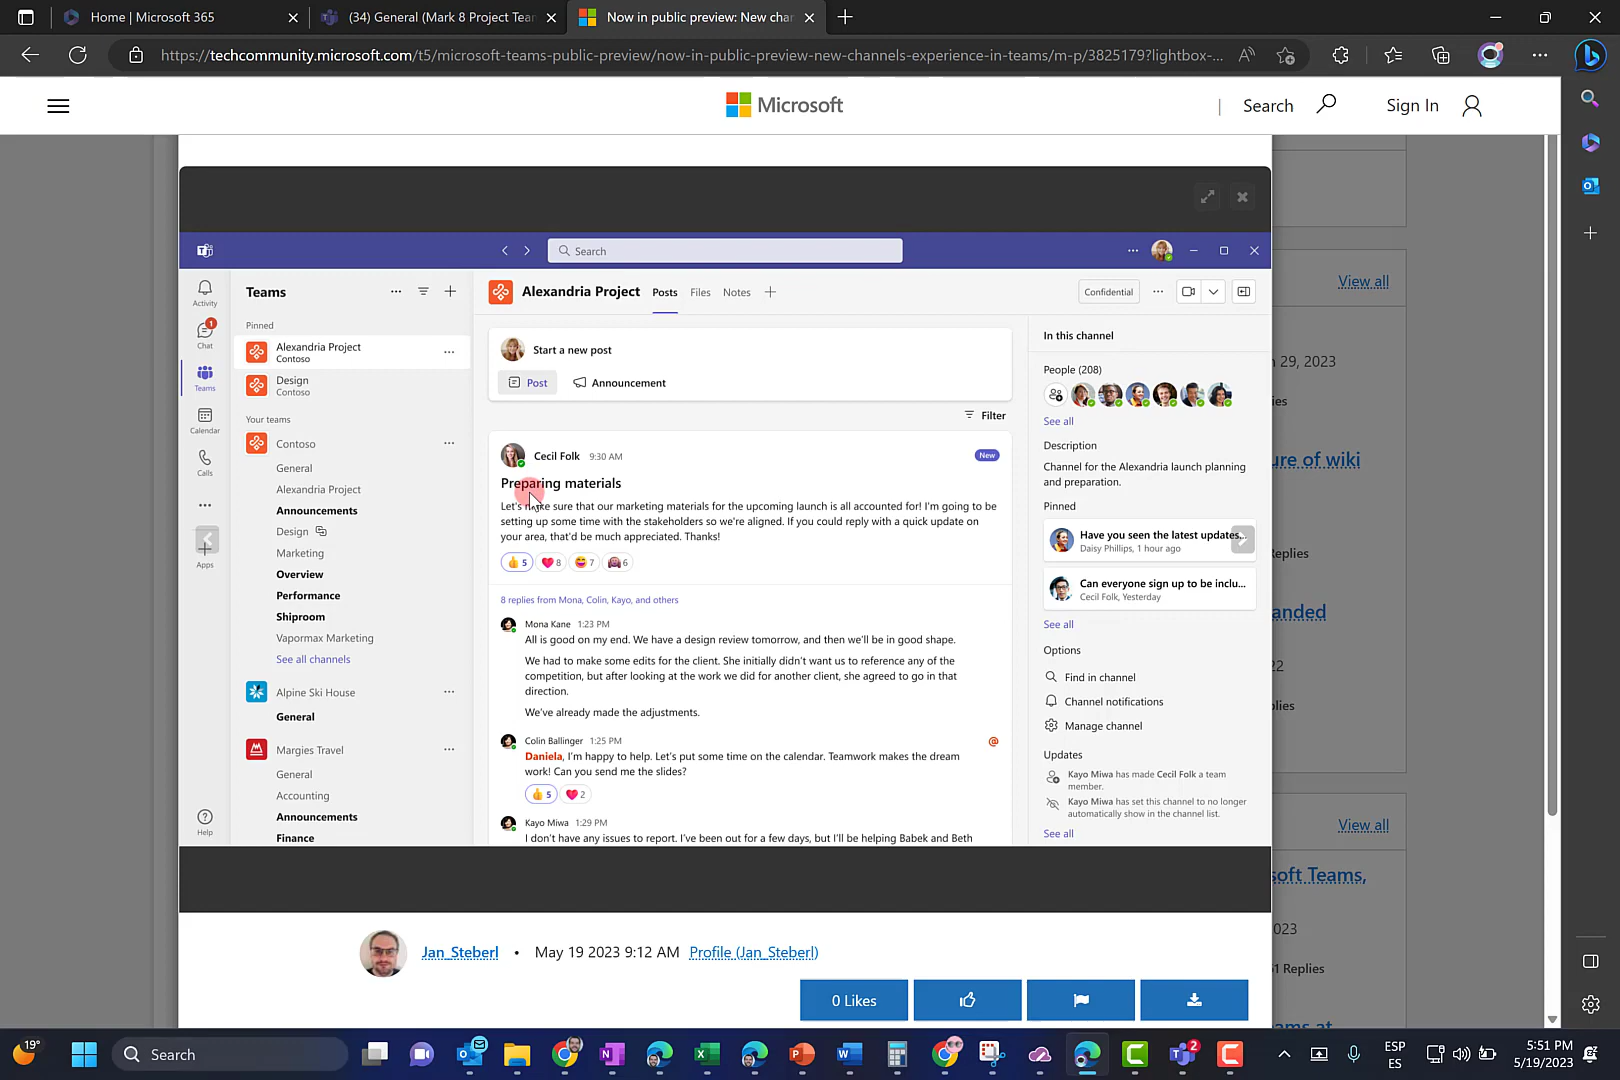 Home | Microsoft 365
(34) General (Mark 8 Project Tear
Now in public preview: New chan
https://techcommunity.microsoft.com/t5/microsoft-teams-public-preview/now-in-public-preview-new-channels-experience-in-teams/m-p/3825179?lightbox-...
Microsoft
Search
Sign In
Search
Activity
Chat
1
Teams
Calendar
Calls
Apps
Help
Teams
Pinned
Alexandria Project
Contoso
Design
Contoso
Your teams
Contoso
General
Alexandria Project
Announcements
Design
Marketing
Overview
Performance
Shiproom
Vapormax Marketing
See all channels
Alpine Ski House
General
Margies Travel
General
Accounting
Announcements
Finance
Alexandria Project
Posts
Files
Notes
Confidential
Start a new post
Post
Announcement
Filter
Cecil Folk 9:30 AM
New
Preparing materials
Let's make sure that our marketing materials for the upcoming launch is all accounted for! I'm going to be
setting up some time with the stakeholders so we're aligned. If you could reply with a quick update on
your area, that'd be much appreciated. Thanks!
5
8
7
6
8 replies from Mona, Colin, Kayo, and others
Mona Kane 1:23 PM
All is good on my end. We have a design review tomorrow, and then we'll be in good shape.
We had to make some edits for the client. She initially didn't want us to reference any of the
competition, but after looking at the work we did for another client, she agreed to go in that
direction.
We've already made the adjustments.
Colin Ballinger 1:25 PM
@
Daniela, I'm happy to help. Let's put some time on the calendar. Teamwork makes the dream
work! Can you send me the slides?
5
2
Kayo Miwa 1:29 PM
I don't have any issues to report. I've been out for a few days, but I'll be helping Babek and Beth
In this channel
People (208)
See all
Description
Channel for the Alexandria launch planning
and preparation.
Pinned
Have you seen the latest updates...
Daisy Phillips, 1 hour ago
Can everyone sign up to be inclu...
Cecil Folk, Yesterday
See all
Options
Find in channel
Channel notifications
Manage channel
Updates
Kayo Miwa has made Cecil Folk a team
member.
Kayo Miwa has set this channel to no longer
automatically show in the channel list.
See all
View all
29, 2023
ies
ure of wiki
Replies
anded
22
plies
View all
soft Teams,
023
1 Replies
ams at
Jan_Steberl • May 19 2023 9:12 AM Profile (Jan_Steberl)
0 Likes
19°
Search
2
ESP
ES
5:51 PM
5/19/2023